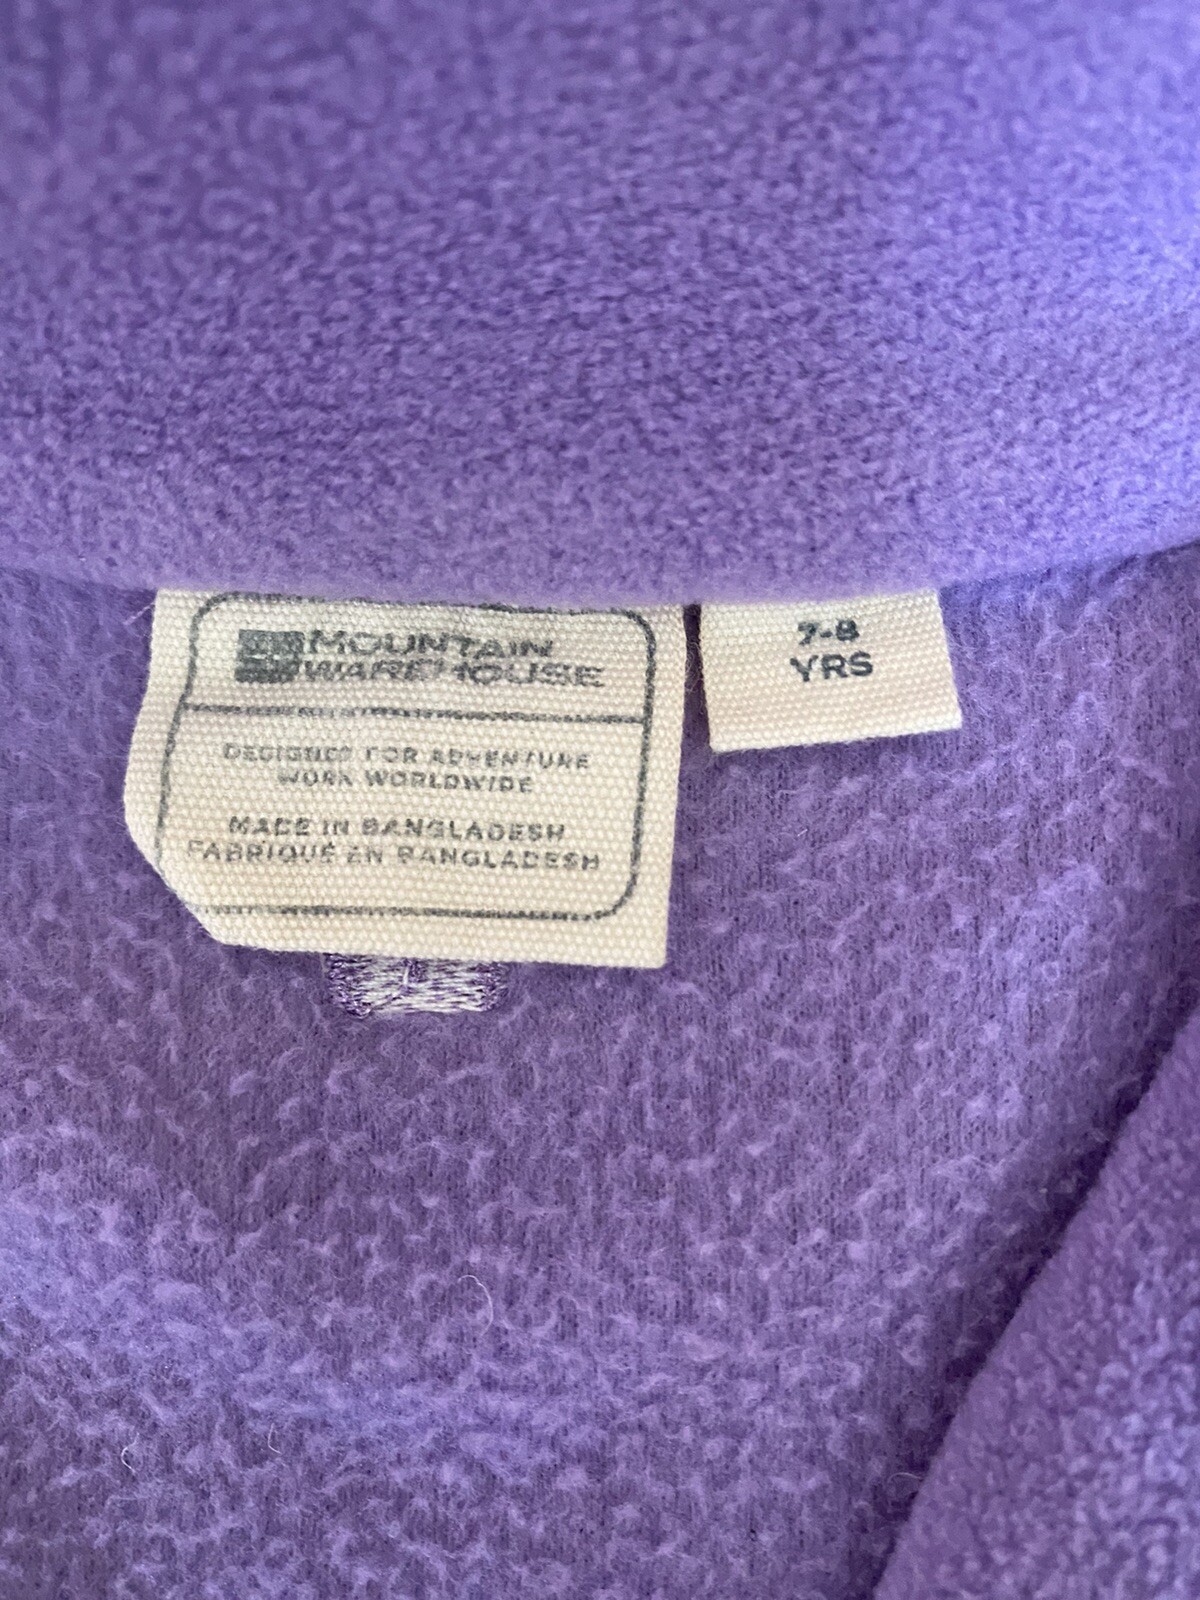 MOUNTAIN
WAREHOUSE
DESIGNED FOR ADVENTURE
WORN WORLDWIDE
MADE IN BANGLADESH
FABRIQUÉ EN BANGLADESH
7-8
YRS